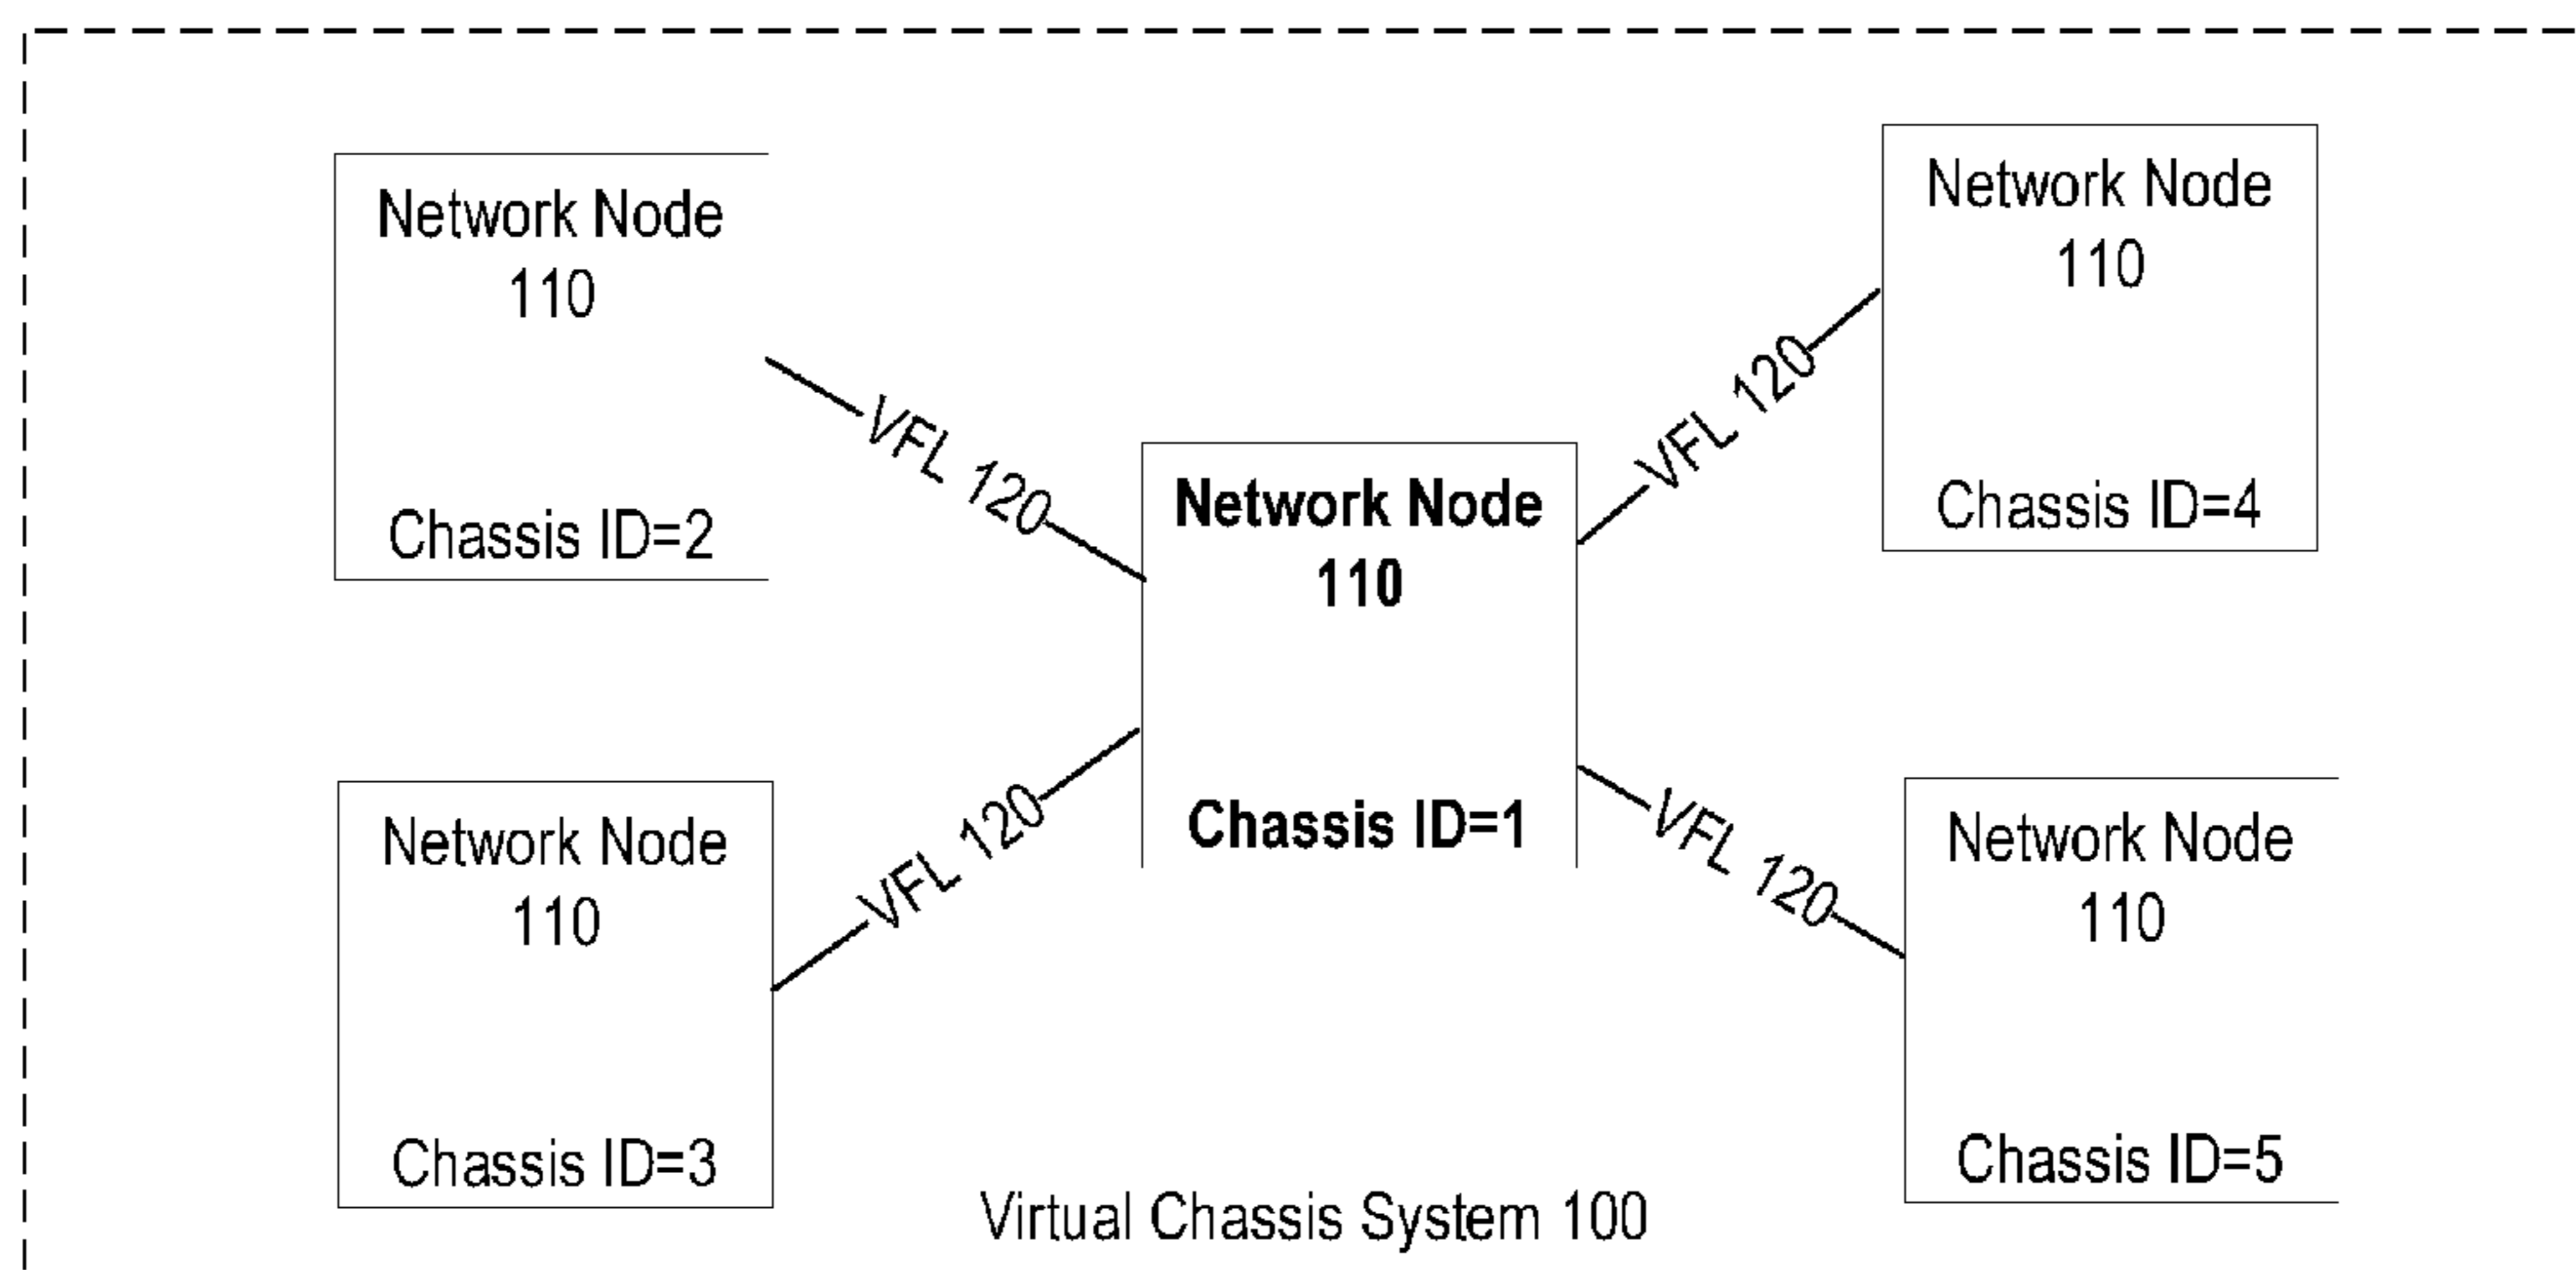 Network Node
110
Chassis ID=2
VFL 120
Network Node
110
Chassis ID=4
VFL 120
Network Node
110
Chassis ID=1
Network Node
110
Chassis ID=3
VFL 120
VFL 120
Network Node
110
Chassis ID=5
Virtual Chassis System 100